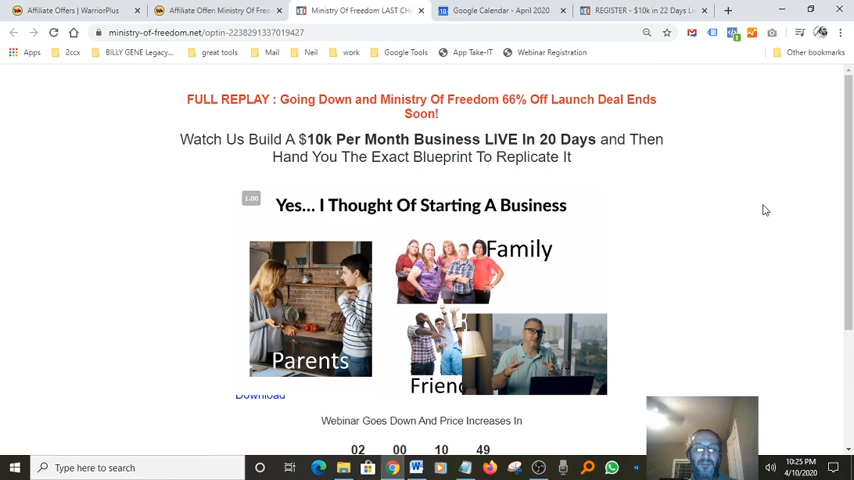 Affiliate Offers | WarriorPlus
Affiliate Offer: Ministry Of Free
Ministry Of Freedom LAST CH
Google Calendar - April 2020
REGISTER - $10k in 22 Days Li
ministry-of-freedom.net/optin-2238291337019427
Apps
2ccx
BILLY GENE Legacy...
great tools
Mail
Neil
work
Google Tools
App Take-IT
Webinar Registration
Other bookmarks
FULL REPLAY : Going Down and Ministry Of Freedom 66% Off Launch Deal Ends
Soon!
Watch Us Build A $10k Per Month Business LIVE In 20 Days and Then
Hand You The Exact Blueprint To Replicate It
1.00
Yes... I Thought Of Starting A Business
Family
Parents
Frien
Download
Webinar Goes Down And Price Increases In
02 00 10 49
Type here to search
10:25 PM
4/10/2020